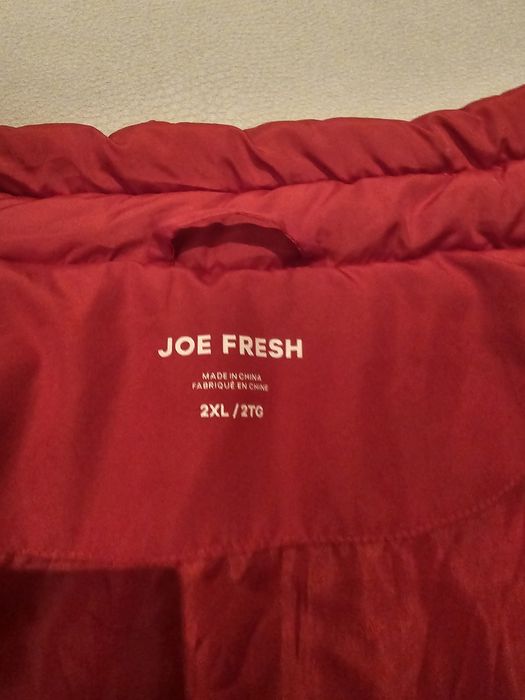 JOE FRESH
MADE IN CHINA
FABRIQUÉ EN CHINE
2XL / 2TG